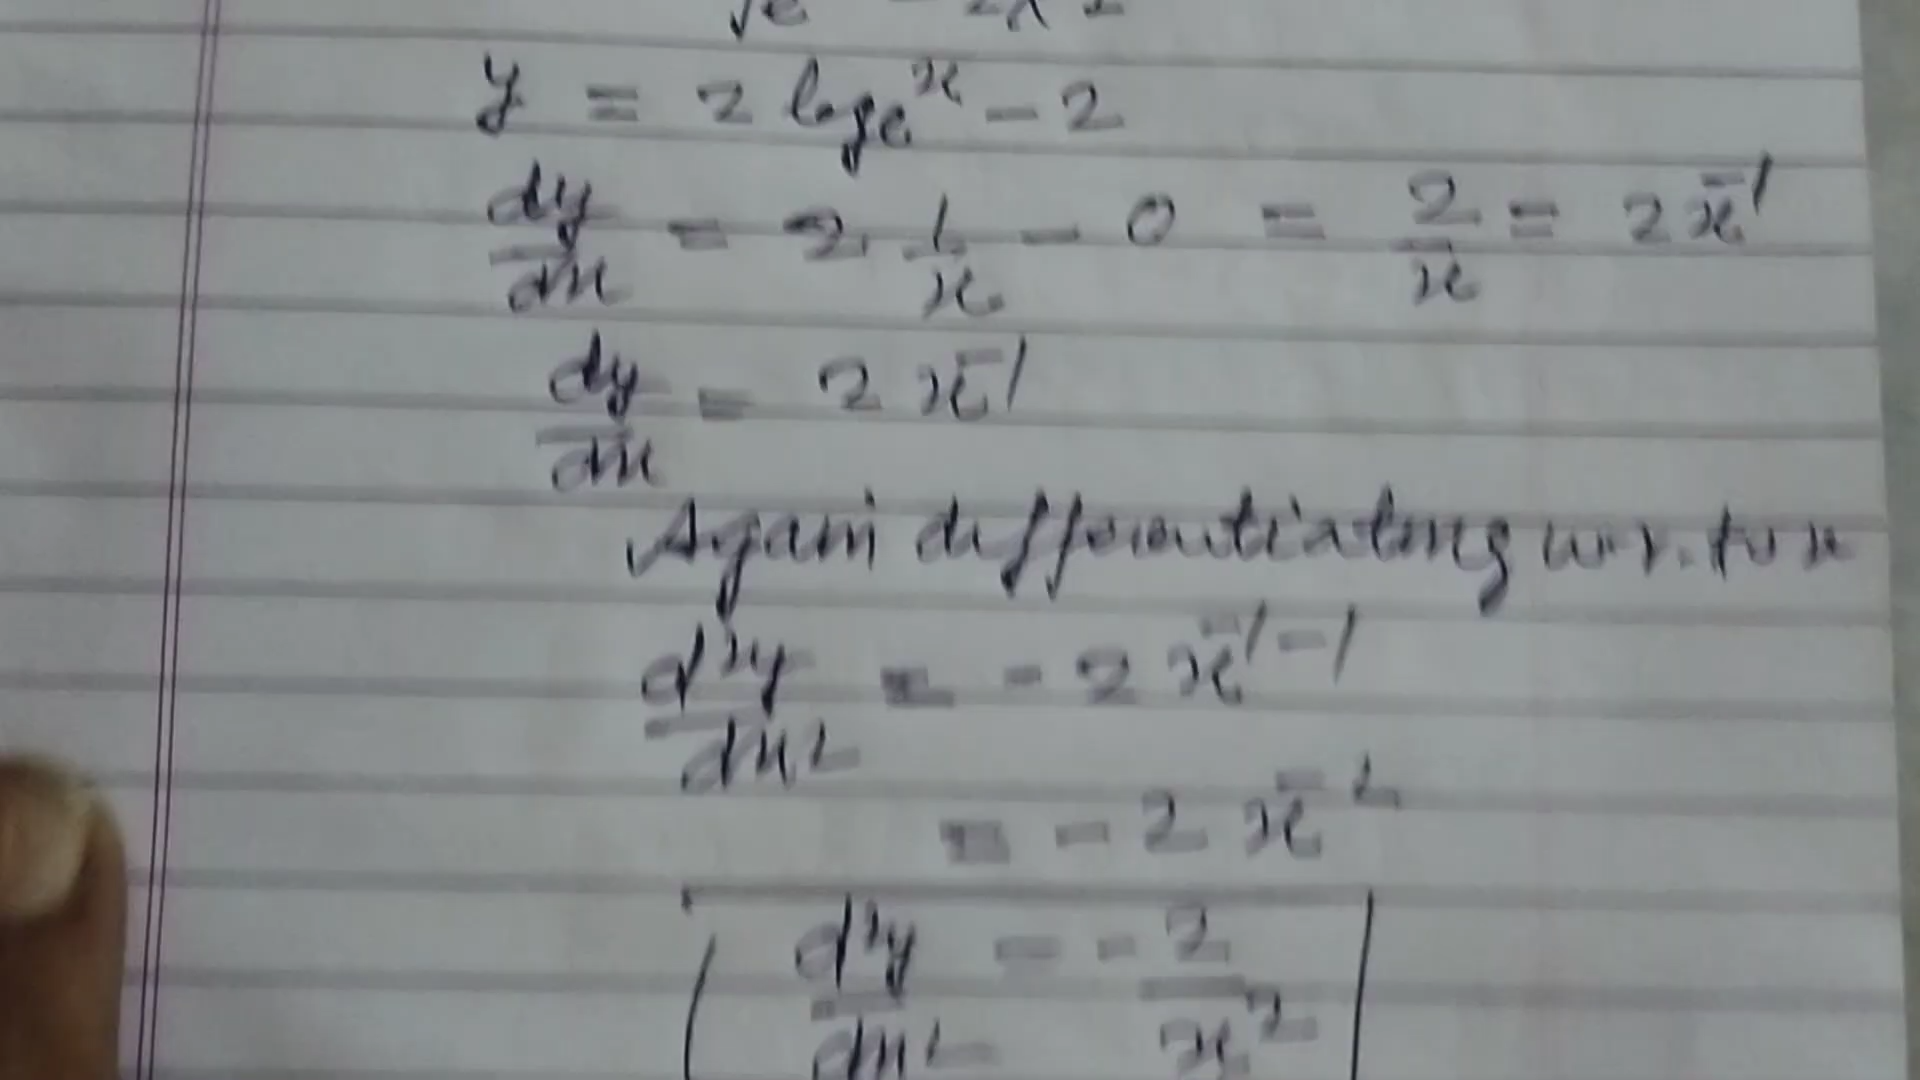 y = 2 logₑx - 2
dy/dx = 2 · 1/x - 0 = 2/x = 2x⁻¹
dy/dx = 2x⁻¹
Again differentiating w.r. to x
d²y/dx² = - 2x⁻¹⁻¹
= - 2x⁻²
d²y/dx² = - 2/x²